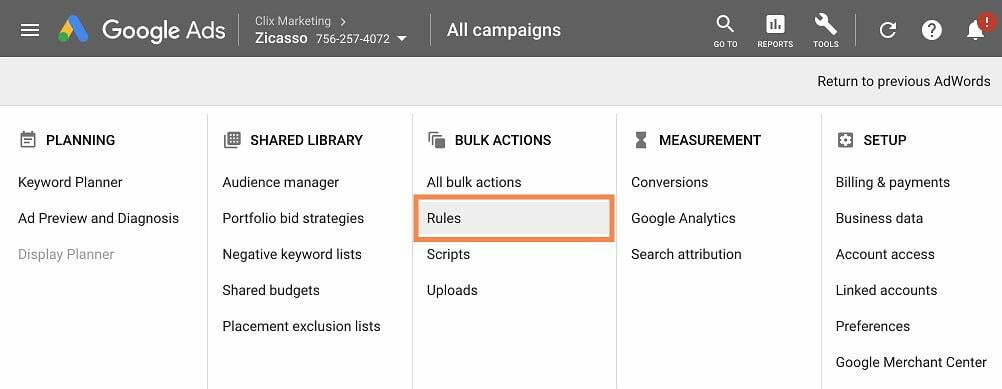 Google Ads
Clix Marketing >
Zicasso 756-257-4072
All campaigns
GO TO
REPORTS
TOOLS
!
Return to previous AdWords
PLANNING
Keyword Planner
Ad Preview and Diagnosis
Display Planner
SHARED LIBRARY
Audience manager
Portfolio bid strategies
Negative keyword lists
Shared budgets
Placement exclusion lists
BULK ACTIONS
All bulk actions
Rules
Scripts
Uploads
MEASUREMENT
Conversions
Google Analytics
Search attribution
SETUP
Billing & payments
Business data
Account access
Linked accounts
Preferences
Google Merchant Center